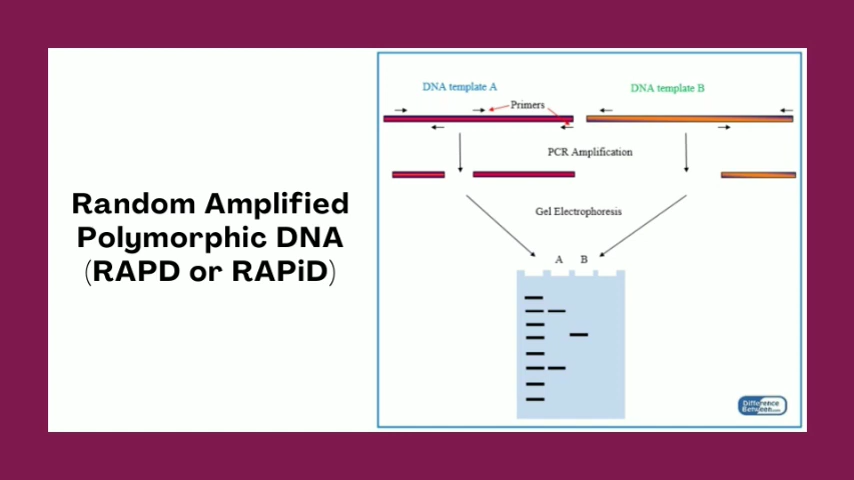 Random Amplified
Polymorphic DNA
(RAPD or RAPiD)
DNA template A
DNA template B
Primers
PCR Amplification
Gel Electrophoresis
A B
Difference
Between.com